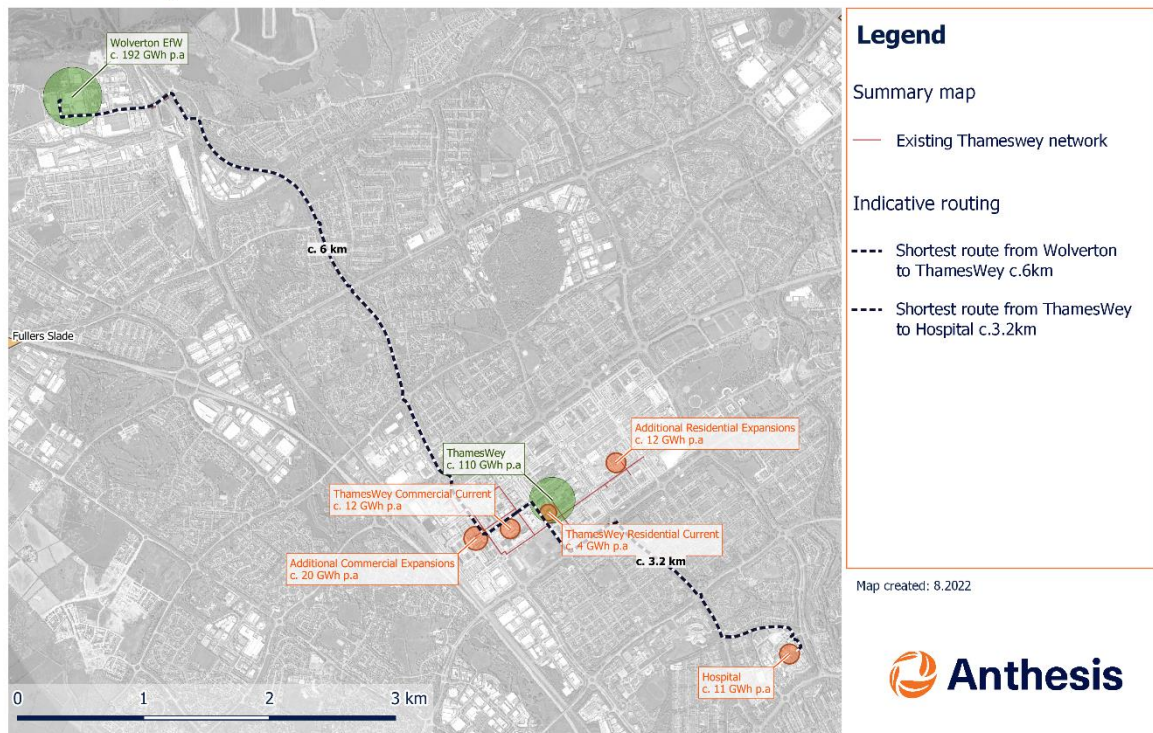 Wolverton EfW
c. 192 GWh p.a
c. 6 km
Fullers Slade
Additional Residential Expansions
c. 12 GWh p.a
ThamesWey
c. 110 GWh p.a
ThamesWey Commercial Current
c. 12 GWh p.a
ThamesWey Residential Current
c. 4 GWh p.a
Additional Commercial Expansions
c. 20 GWh p.a
c. 3.2 km
Hospital
c. 11 GWh p.a
0 1 2 3 km
Legend
Summary map
Existing Thameswey network
Indicative routing
Shortest route from Wolverton
to ThamesWey c.6km
Shortest route from ThamesWey
to Hospital c.3.2km
Map created: 8.2022
Anthesis